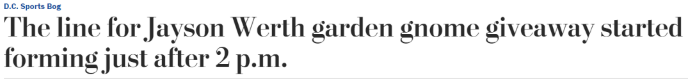 D.C. Sports Bog
The line for Jayson Werth garden gnome giveaway started
forming just after 2 p.m.